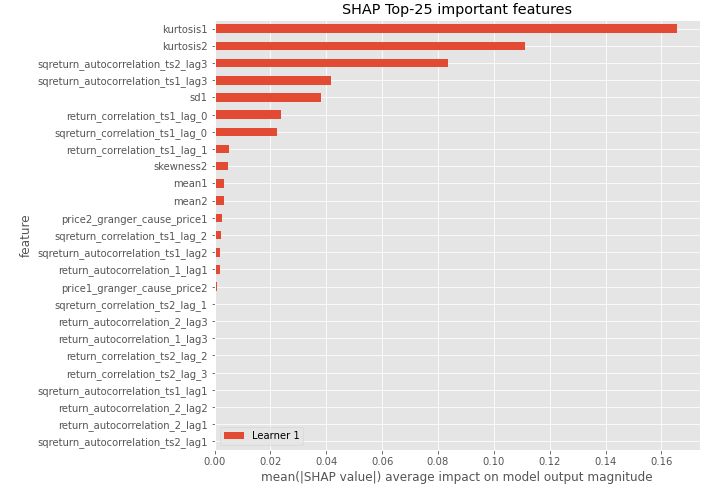 SHAP Top-25 important features
kurtosis1
kurtosis2
sqreturn_autocorrelation_ts2_lag3
sqreturn_autocorrelation_ts1_lag3
sd1
return_correlation_ts1_lag_0
sqreturn_correlation_ts1_lag_0
return_correlation_ts1_lag_1
skewness2
mean1
mean2
price2_granger_cause_price1
sqreturn_correlation_ts1_lag_2
sqreturn_autocorrelation_ts1_lag2
return_autocorrelation_1_lag1
price1_granger_cause_price2
sqreturn_correlation_ts2_lag_1
return_autocorrelation_2_lag3
return_autocorrelation_1_lag3
return_correlation_ts2_lag_2
return_correlation_ts2_lag_3
sqreturn_autocorrelation_ts1_lag1
return_autocorrelation_2_lag2
return_autocorrelation_2_lag1
sqreturn_autocorrelation_ts2_lag1
feature
Learner 1
0.00 0.02 0.04 0.06 0.08 0.10 0.12 0.14 0.16
mean(|SHAP value|) average impact on model output magnitude